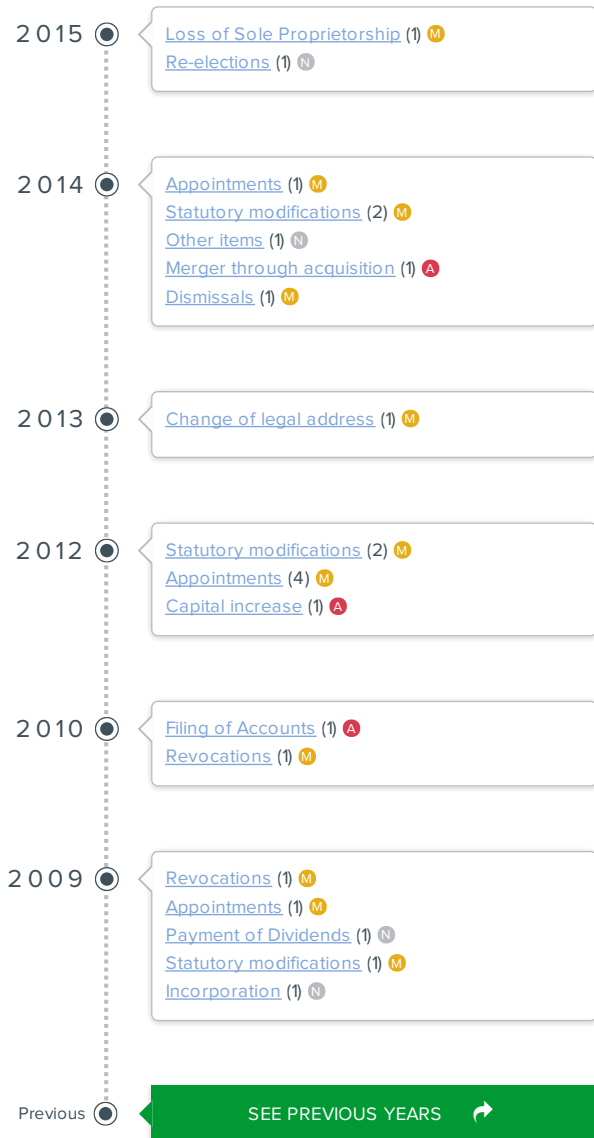 2015
Loss of Sole Proprietorship (1) M
Re-elections (1) N
2014
Appointments (1) M
Statutory modifications (2) M
Other items (1) N
Merger through acquisition (1) A
Dismissals (1) M
2013
Change of legal address (1) M
2012
Statutory modifications (2) M
Appointments (4) M
Capital increase (1) A
2010
Filing of Accounts (1) A
Revocations (1) M
2009
Revocations (1) M
Appointments (1) M
Payment of Dividends (1) N
Statutory modifications (1) M
Incorporation (1) N
Previous
SEE PREVIOUS YEARS